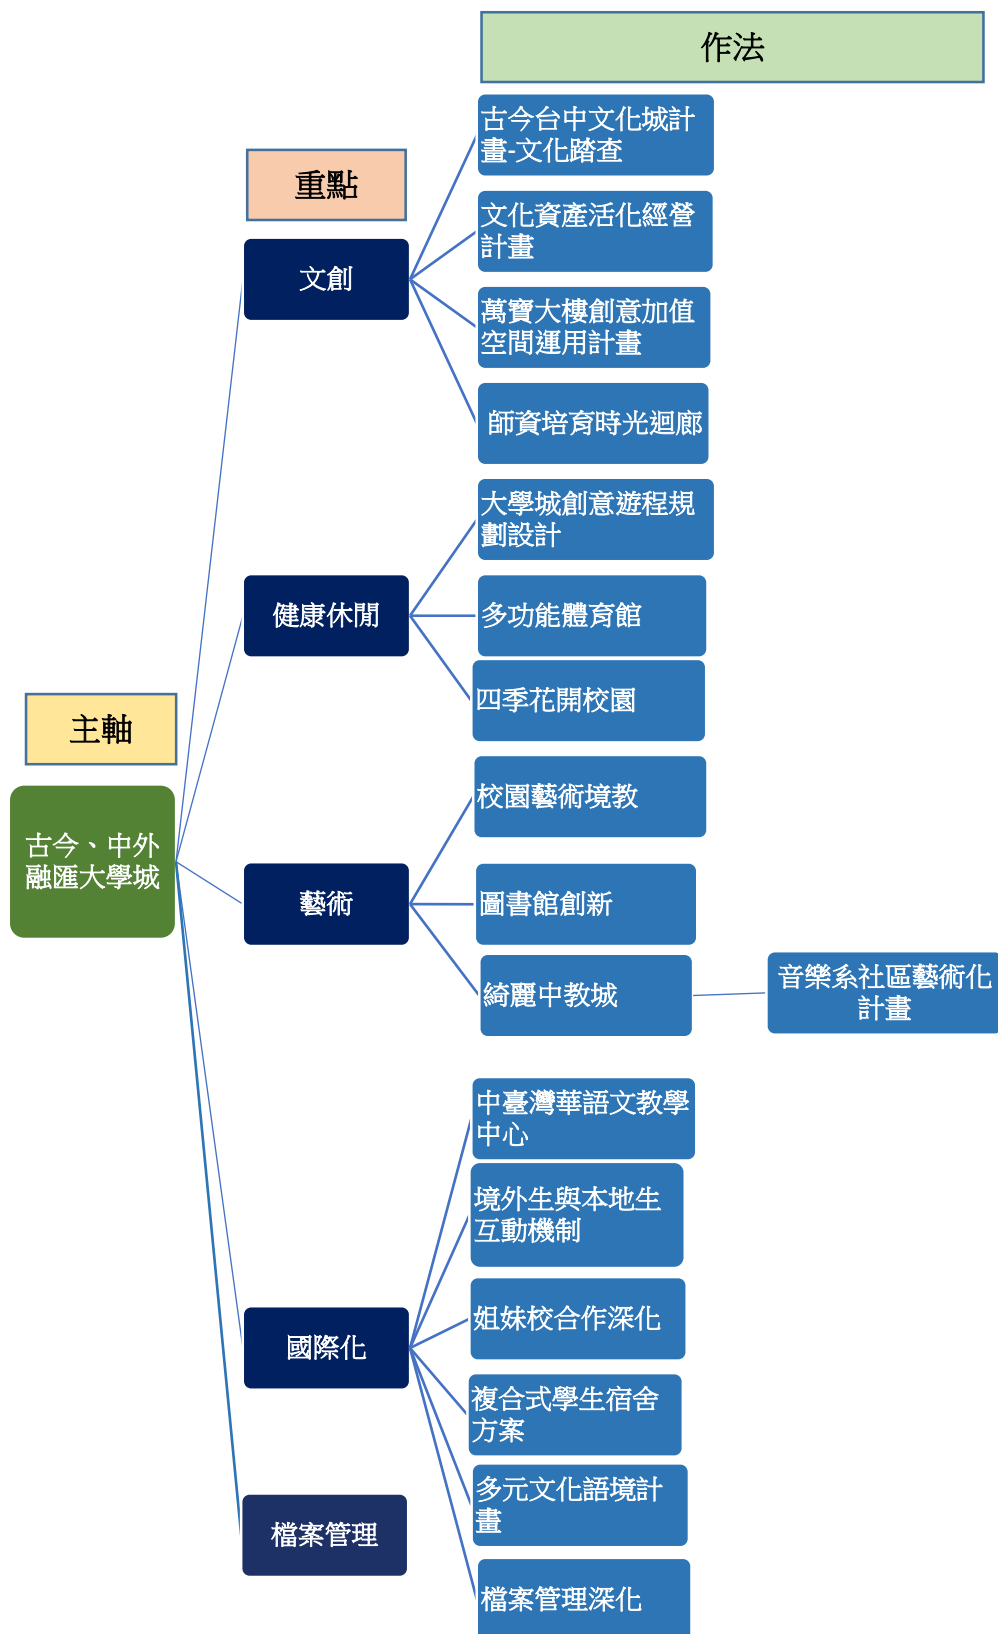 作法
古今台中文化城計
畫-文化踏查
重點
文化資產活化經營
計畫
文創
萬寶大樓創意加值
空間運用計畫
師資培育時光迴廊
大學城創意遊程規
劃設計
健康休閒
多功能體育館
四季花開校園
主軸
校園藝術境教
古今、中外
融匯大學城
藝術
圖書館創新
綺麗中教城
音樂系社區藝術化
計畫
中臺灣華語文教學
中心
境外生與本地生
互動機制
姐妹校合作深化
國際化
複合式學生宿舍
方案
多元文化語境計
畫
檔案管理
檔案管理深化